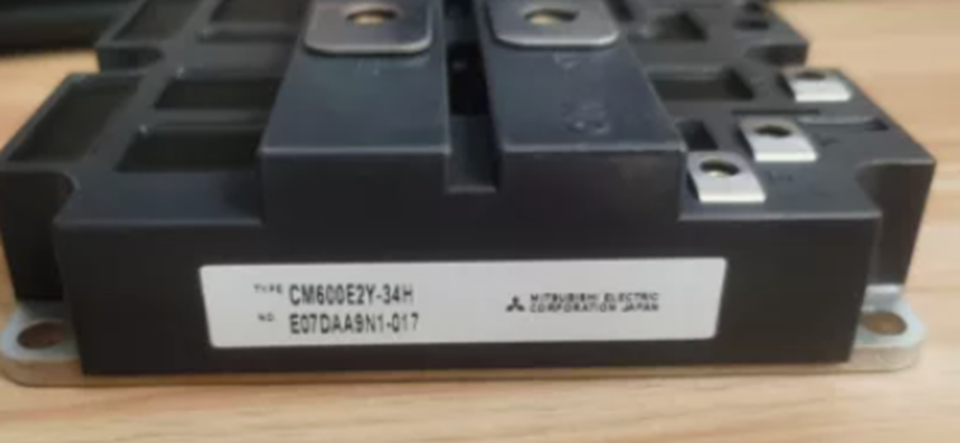 TYPE CM600E2Y-34H
NO. E07DAA9N1-017
MITSUBISHI ELECTRIC
CORPORATION JAPAN